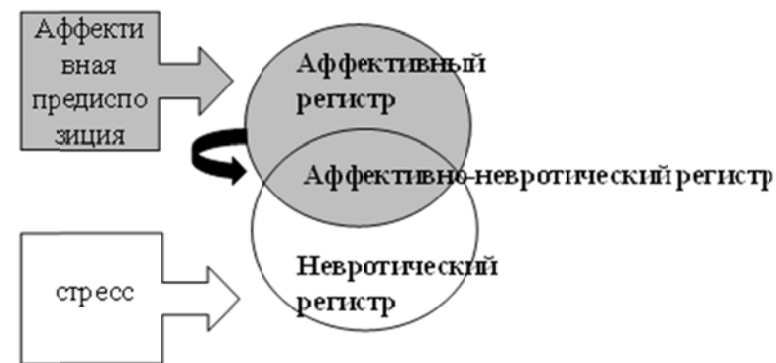 Аффекти
вная
предиспо
зиция
Аффективный
регистр
Аффективно-невротический регистр
Невротический
регистр
стресс